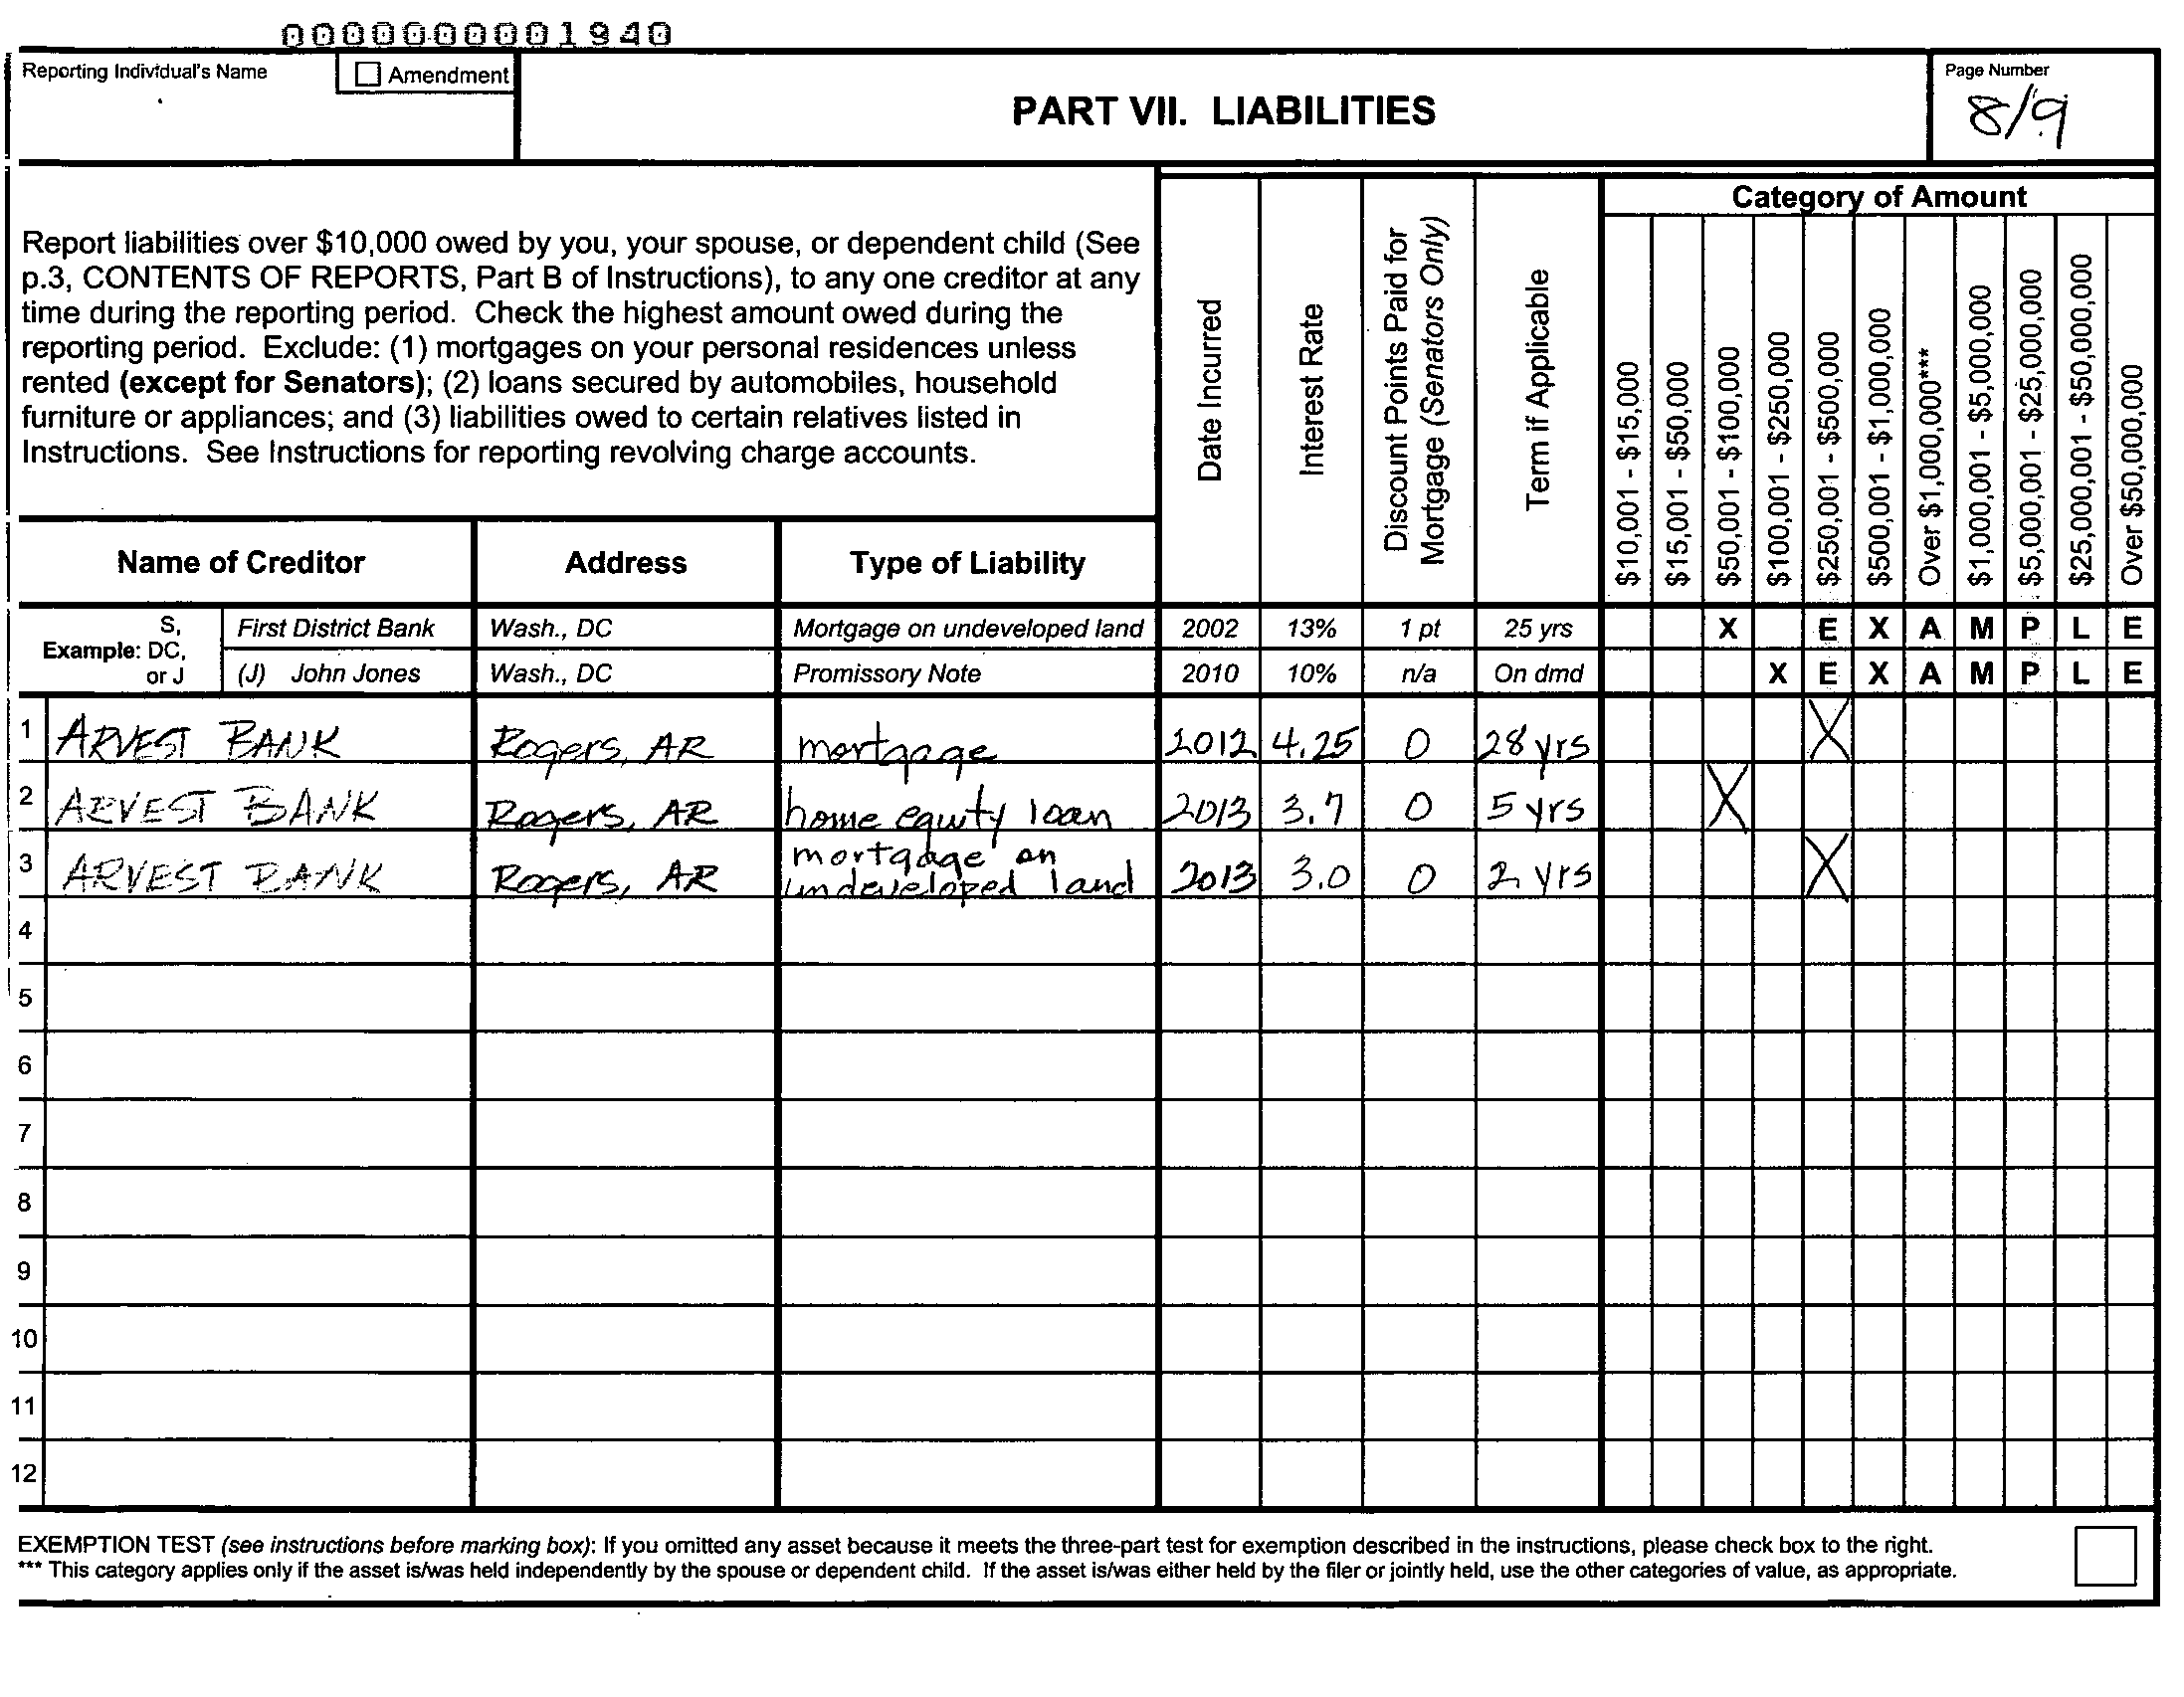 0000000001940
Reporting Individual's Name
Amendment
PART VII. LIABILITIES
Page Number
8/9
Report liabilities over $10,000 owed by you, your spouse, or dependent child (See
p.3, CONTENTS OF REPORTS, Part B of Instructions), to any one creditor at any
time during the reporting period. Check the highest amount owed during the
reporting period. Exclude: (1) mortgages on your personal residences unless
rented (except for Senators); (2) loans secured by automobiles, household
furniture or appliances; and (3) liabilities owed to certain relatives listed in
Instructions. See Instructions for reporting revolving charge accounts.
Date Incurred
Interest Rate
Discount Points Paid for
Mortgage (Senators Only)
Term if Applicable
Category of Amount
$10,001 - $15,000
$15,001 - $50,000
$50,001 - $100,000
$100,001 - $250,000
$250,001 - $500,000
$500,001 - $1,000,000
Over $1,000,000***
$1,000,001 - $5,000,000
$5,000,001 - $25,000,000
$25,000,001 - $50,000,000
Over $50,000,000
Name of Creditor Address Type of Liability
Example: S, DC, or J
First District Bank Wash., DC Mortgage on undeveloped land 2002 13% 1 pt 25 yrs X E X A M P L E
(J) John Jones Wash., DC Promissory Note 2010 10% n/a On dmd X E X A M P L E
1 ARVEST BANK Rogers, AR mortgage 2012 4.25 0 28 yrs X
2 ARVEST BANK Rogers, AR home equity loan 2013 3.7 0 5 yrs X
3 ARVEST BANK Rogers, AR mortgage on undeveloped land 2013 3.0 0 2 yrs X
4
5
6
7
8
9
10
11
12
EXEMPTION TEST (see instructions before marking box): If you omitted any asset because it meets the three-part test for exemption described in the instructions, please check box to the right.
*** This category applies only if the asset is/was held independently by the spouse or dependent child. If the asset is/was either held by the filer or jointly held, use the other categories of value, as appropriate.